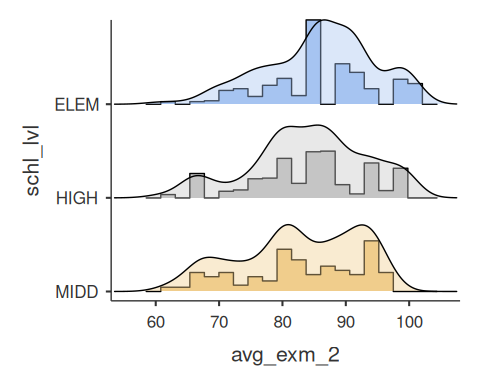 schl_lvl
ELEM
HIGH
MIDD
60 70 80 90 100
avg_exm_2